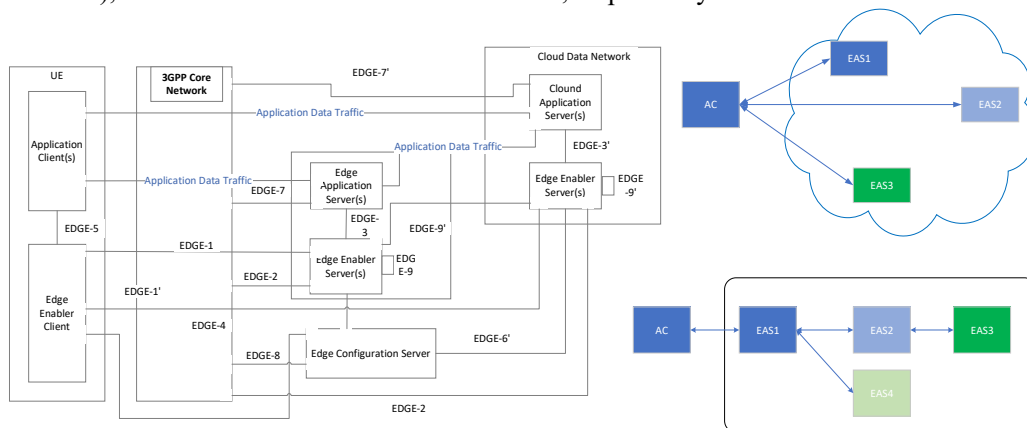 UE
3GPP Core
Network
EDGE-7'
Cloud Data Network
Clound
Application
Server(s)
Application Data Traffic
Application Data Traffic
Application
Client(s)
Application Data Traffic
EDGE-7
Edge
Application
Server(s)
EDGE-3'
Edge Enabler
Server(s)
EDGE
-9'
EDGE-
3
EDGE-9'
EDGE-5
EDGE-1
Edge Enabler
Server(s)
EDG
E-9
EDGE-2
EDGE-1'
Edge
Enabler
Client
EDGE-4
EDGE-8
Edge Configuration Server
EDGE-6'
EDGE-2
EAS1
AC
EAS2
EAS3
AC
EAS1
EAS2
EAS3
EAS4